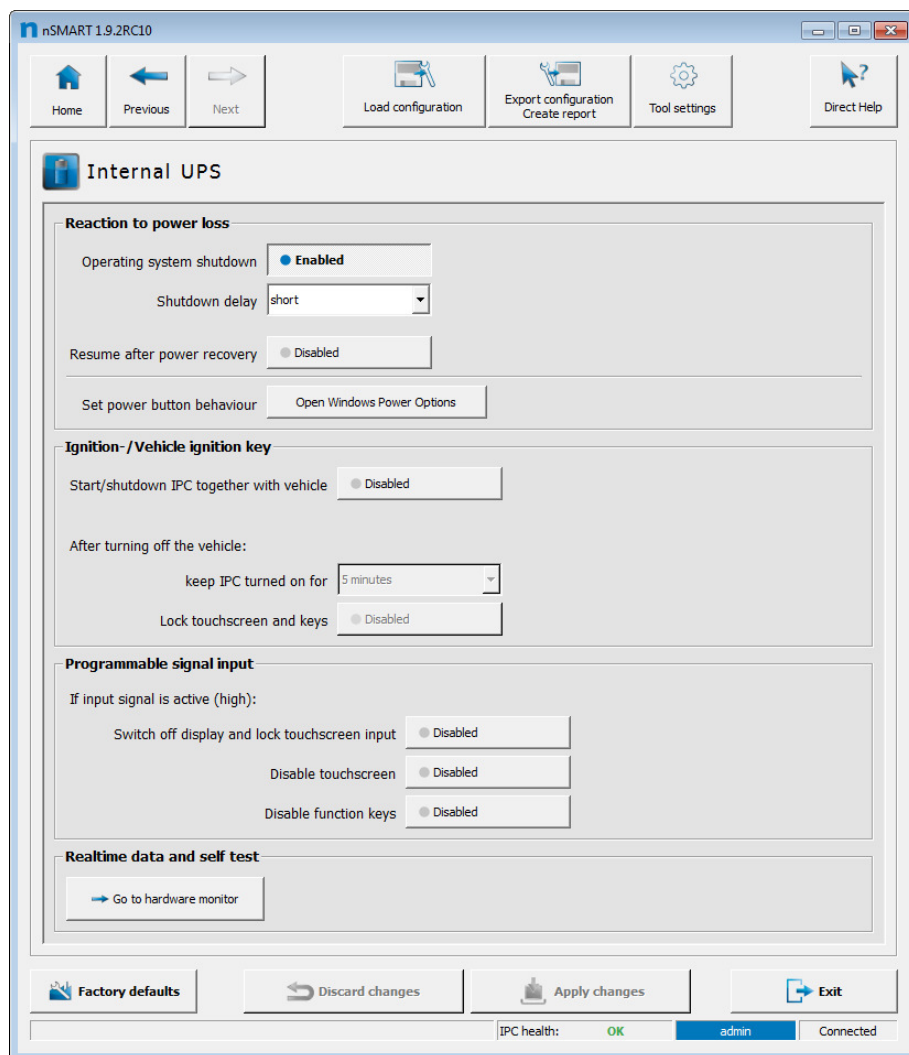 nSMART 1.9.2RC10
Home
Previous
Next
Load configuration
Export configuration
Create report
Tool settings
Direct Help
Internal UPS
Reaction to power loss
Operating system shutdown Enabled
Shutdown delay short
Resume after power recovery Disabled
Set power button behaviour Open Windows Power Options
Ignition-/Vehicle ignition key
Start/shutdown IPC together with vehicle Disabled
After turning off the vehicle:
keep IPC turned on for 5 minutes
Lock touchscreen and keys Disabled
Programmable signal input
If input signal is active (high):
Switch off display and lock touchscreen input Disabled
Disable touchscreen Disabled
Disable function keys Disabled
Realtime data and self test
Go to hardware monitor
Factory defaults
Discard changes
Apply changes
Exit
IPC health: OK admin Connected